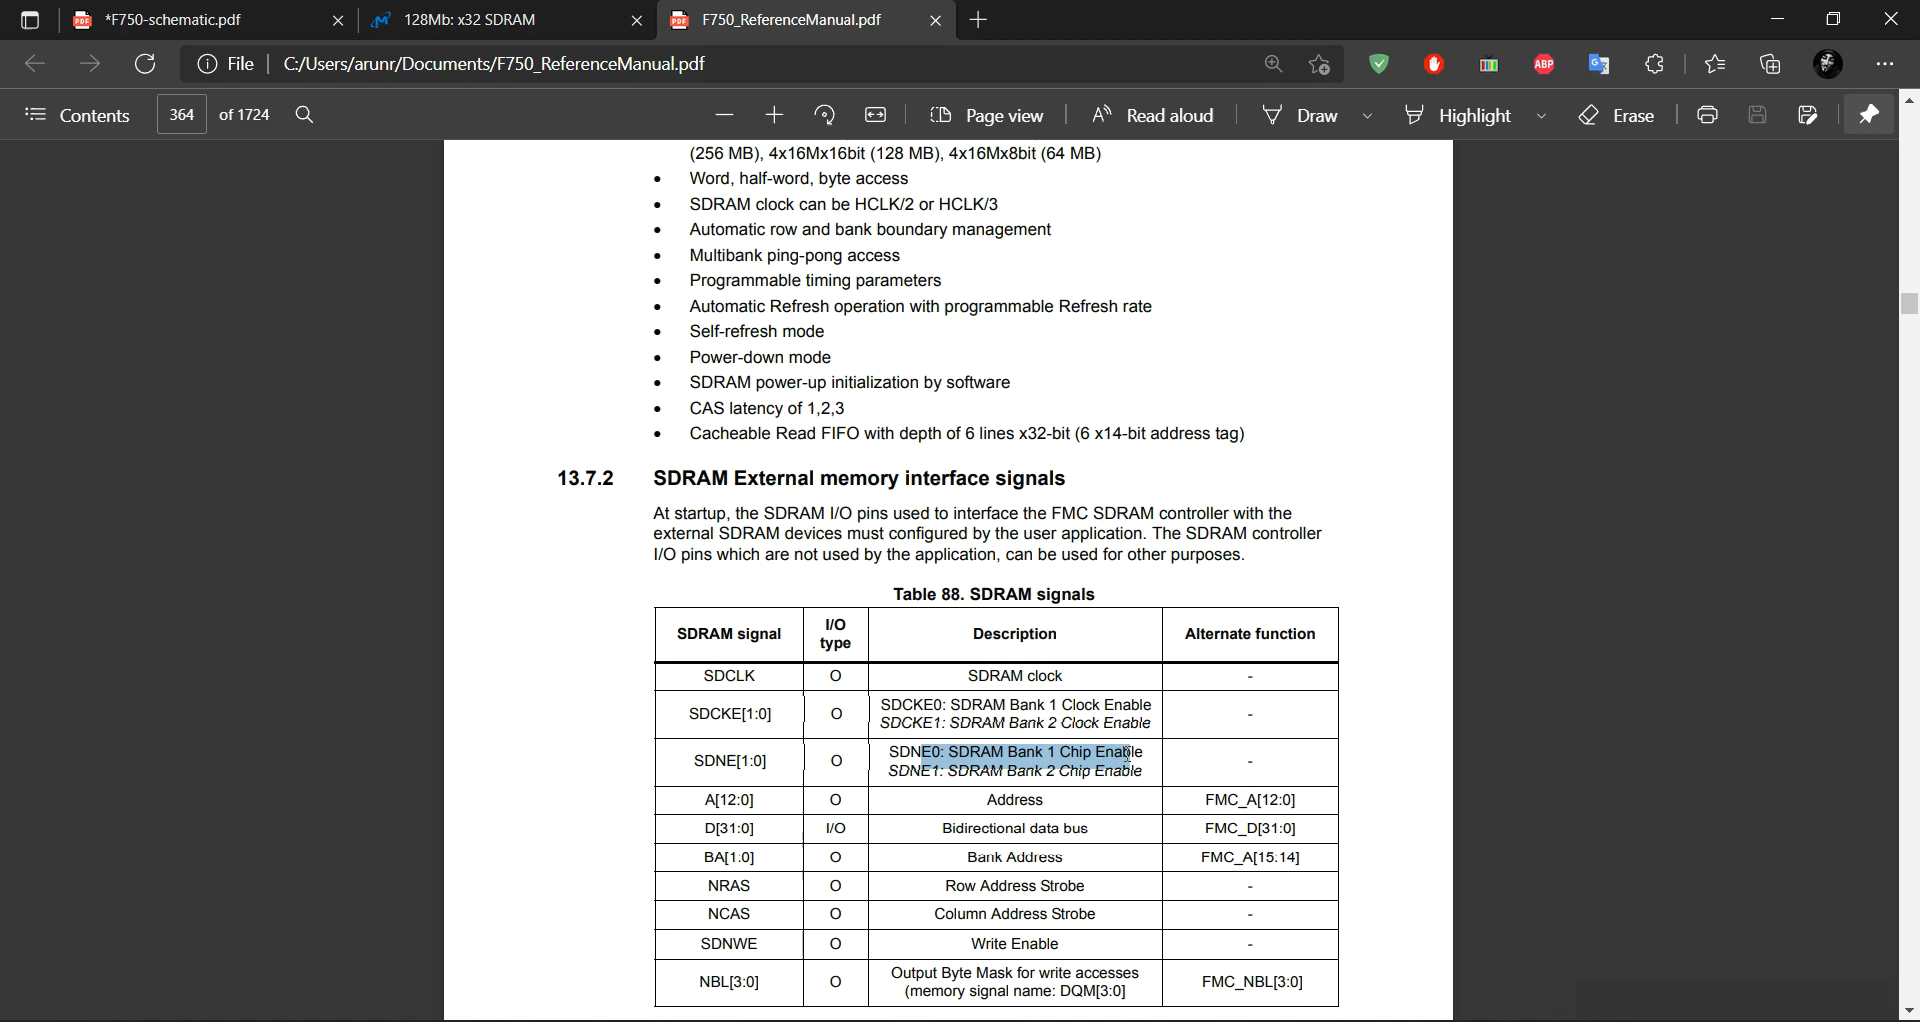 *F750-schematic.pdf
128Mb: x32 SDRAM
F750_ReferenceManual.pdf
File
C:/Users/arunr/Documents/F750_ReferenceManual.pdf
ABP
Contents
364
of 1724
Page view
Read aloud
Draw
Highlight
Erase
(256 MB), 4x16Mx16bit (128 MB), 4x16Mx8bit (64 MB)
• Word, half-word, byte access
• SDRAM clock can be HCLK/2 or HCLK/3
• Automatic row and bank boundary management
• Multibank ping-pong access
• Programmable timing parameters
• Automatic Refresh operation with programmable Refresh rate
• Self-refresh mode
• Power-down mode
• SDRAM power-up initialization by software
• CAS latency of 1,2,3
• Cacheable Read FIFO with depth of 6 lines x32-bit (6 x14-bit address tag)
13.7.2 SDRAM External memory interface signals
At startup, the SDRAM I/O pins used to interface the FMC SDRAM controller with the
external SDRAM devices must configured by the user application. The SDRAM controller
I/O pins which are not used by the application, can be used for other purposes.
Table 88. SDRAM signals
SDRAM signal I/O type Description Alternate function
SDCLK O SDRAM clock -
SDCKE[1:0] O SDCKE0: SDRAM Bank 1 Clock Enable
SDCKE1: SDRAM Bank 2 Clock Enable -
SDNE[1:0] O SDNE0: SDRAM Bank 1 Chip Enable
SDNE1: SDRAM Bank 2 Chip Enable -
A[12:0] O Address FMC_A[12:0]
D[31:0] I/O Bidirectional data bus FMC_D[31:0]
BA[1:0] O Bank Address FMC_A[15:14]
NRAS O Row Address Strobe -
NCAS O Column Address Strobe -
SDNWE O Write Enable -
NBL[3:0] O Output Byte Mask for write accesses
(memory signal name: DQM[3:0] FMC_NBL[3:0]